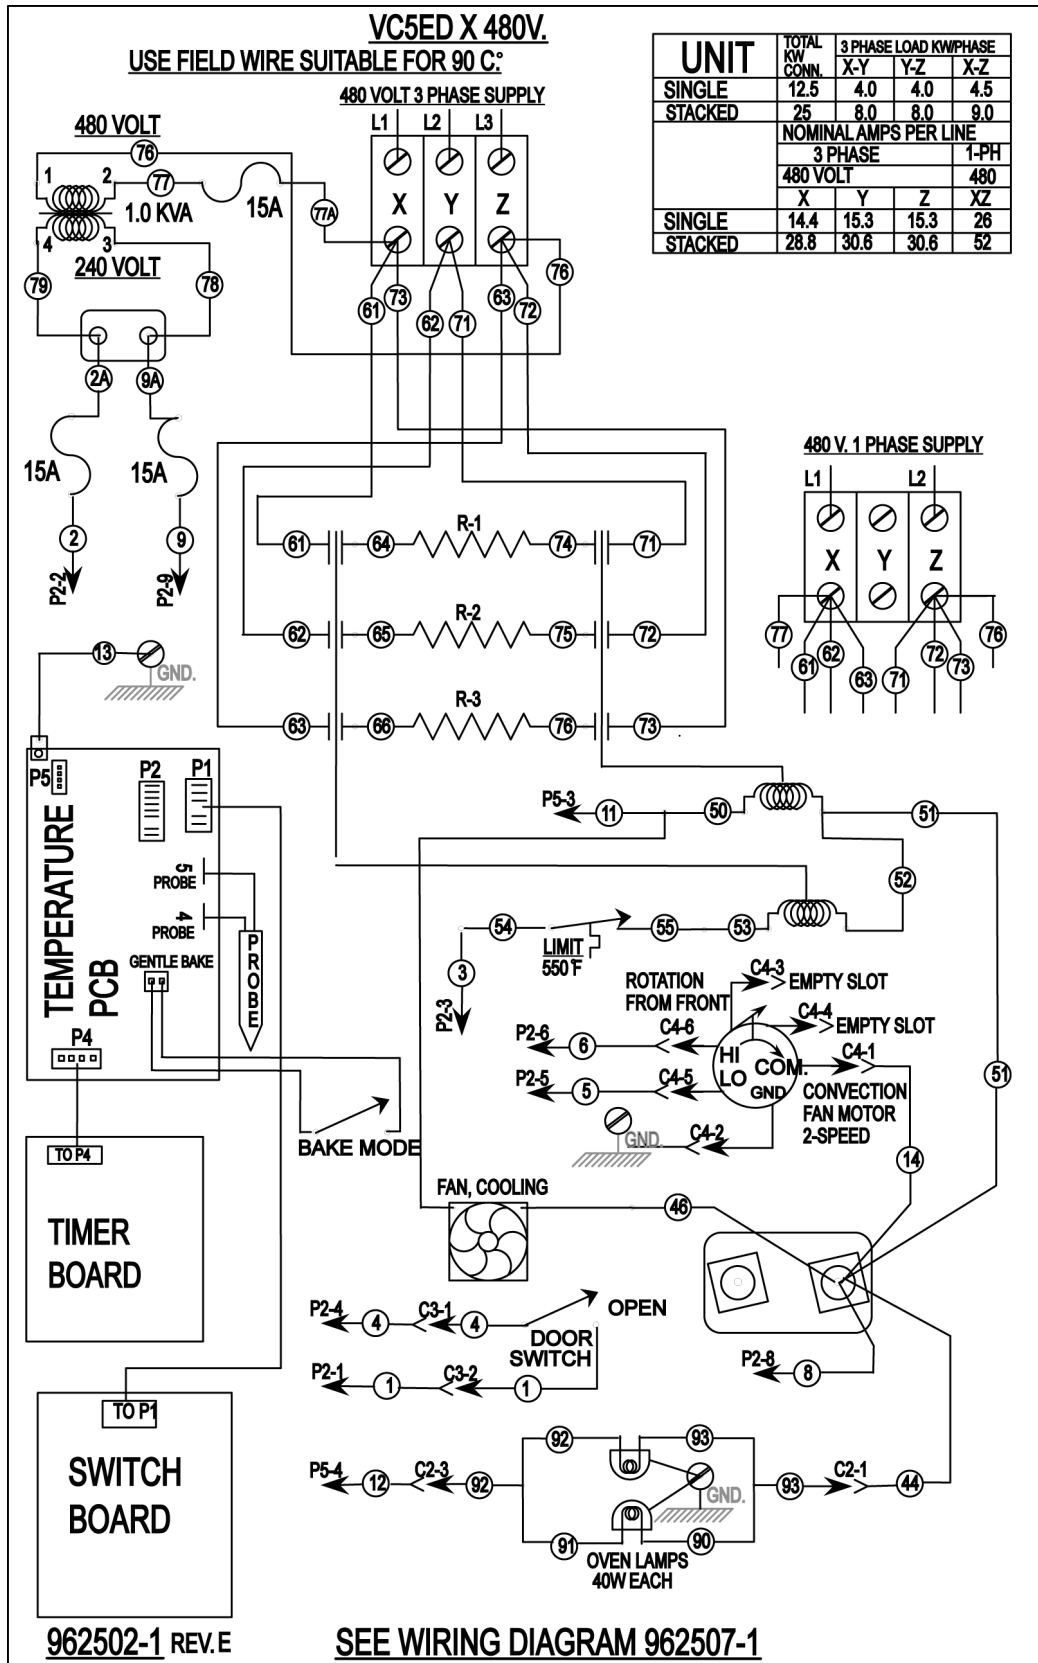 VC5ED X 480V.
USE FIELD WIRE SUITABLE FOR 90 C.°
UNIT
TOTAL KW CONN.
3 PHASE LOAD KW/PHASE
X-Y Y-Z X-Z
SINGLE 12.5 4.0 4.0 4.5
STACKED 25 8.0 8.0 9.0
NOMINAL AMPS PER LINE
3 PHASE 1-PH
480 VOLT 480
X Y Z XZ
SINGLE 14.4 15.3 15.3 26
STACKED 28.8 30.6 30.6 52
480 VOLT 3 PHASE SUPPLY
L1 L2 L3
X Y Z
480 VOLT
76
1 2
77
15A
77A
1.0 KVA
4 3
240 VOLT
79 78
61 73 62 71 63 72 76
2A 9A
15A 15A
2 9
P2-2 P2-9
480 V. 1 PHASE SUPPLY
L1 L2
X Y Z
77 61 62 63 71 72 73 76
R-1
61 64 74 71
R-2
62 65 75 72
R-3
63 66 76 73
13
GND.
P5 P2 P1
TEMPERATURE
PCB
5
PROBE
4
PROBE
PROBE
GENTLE BAKE
P4
P5-3 11 50 51
52
54 55 53
LIMIT
550°F
3
P2-3
ROTATION
FROM FRONT
C4-3 EMPTY SLOT
C4-4 EMPTY SLOT
P2-6 6 C4-6
HI
LO
COM.
GND
C4-1
P2-5 5 C4-5
CONVECTION
FAN MOTOR
2-SPEED
51
GND.
C4-2
14
BAKE MODE
TO P4
TIMER
BOARD
FAN, COOLING
46
P2-4 4 C3-1 4
OPEN
DOOR
SWITCH
P2-1 1 C3-2 1
P2-8 8
TO P1
SWITCH
BOARD
92 93
P5-4 12 C2-3 92
GND.
93 C2-1 44
91 90
OVEN LAMPS
40W EACH
962502-1 REV. E
SEE WIRING DIAGRAM 962507-1